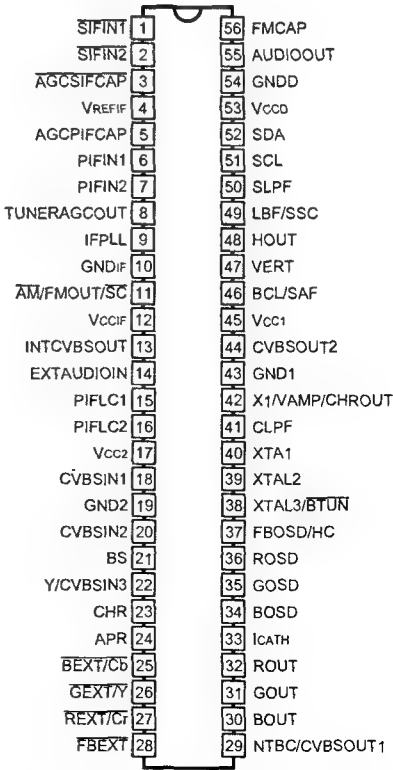 SIFIN1 1 56 FMCAP
SIFIN2 2 55 AUDIOOUT
AGCSIFCAP 3 54 GNDD
VREFIF 4 53 VCCD
AGCPIFCAP 5 52 SDA
PIFIN1 6 51 SCL
PIFIN2 7 50 SLPF
TUNERAGCOUT 8 49 LBF/SSC
IFPLL 9 48 HOUT
GNDIF 10 47 VERT
AM/FMOUT/SC 11 46 BCL/SAF
VCCIF 12 45 VCC1
INTCVBSOUT 13 44 CVBSOUT2
EXTAUDIOIN 14 43 GND1
PIFLC1 15 42 X1/VAMP/CHROUT
PIFLC2 16 41 CLPF
VCC2 17 40 XTA1
CVBSIN1 18 39 XTAL2
GND2 19 38 XTAL3/BTUN
CVBSIN2 20 37 FBOSD/HC
BS 21 36 ROSD
Y/CVBSIN3 22 35 GOSD
CHR 23 34 BOSD
APR 24 33 ICATH
BEXT/Cb 25 32 ROUT
GEXT/Y 26 31 GOUT
REXT/Cr 27 30 BOUT
FBEXT 28 29 NTBC/CVBSOUT1